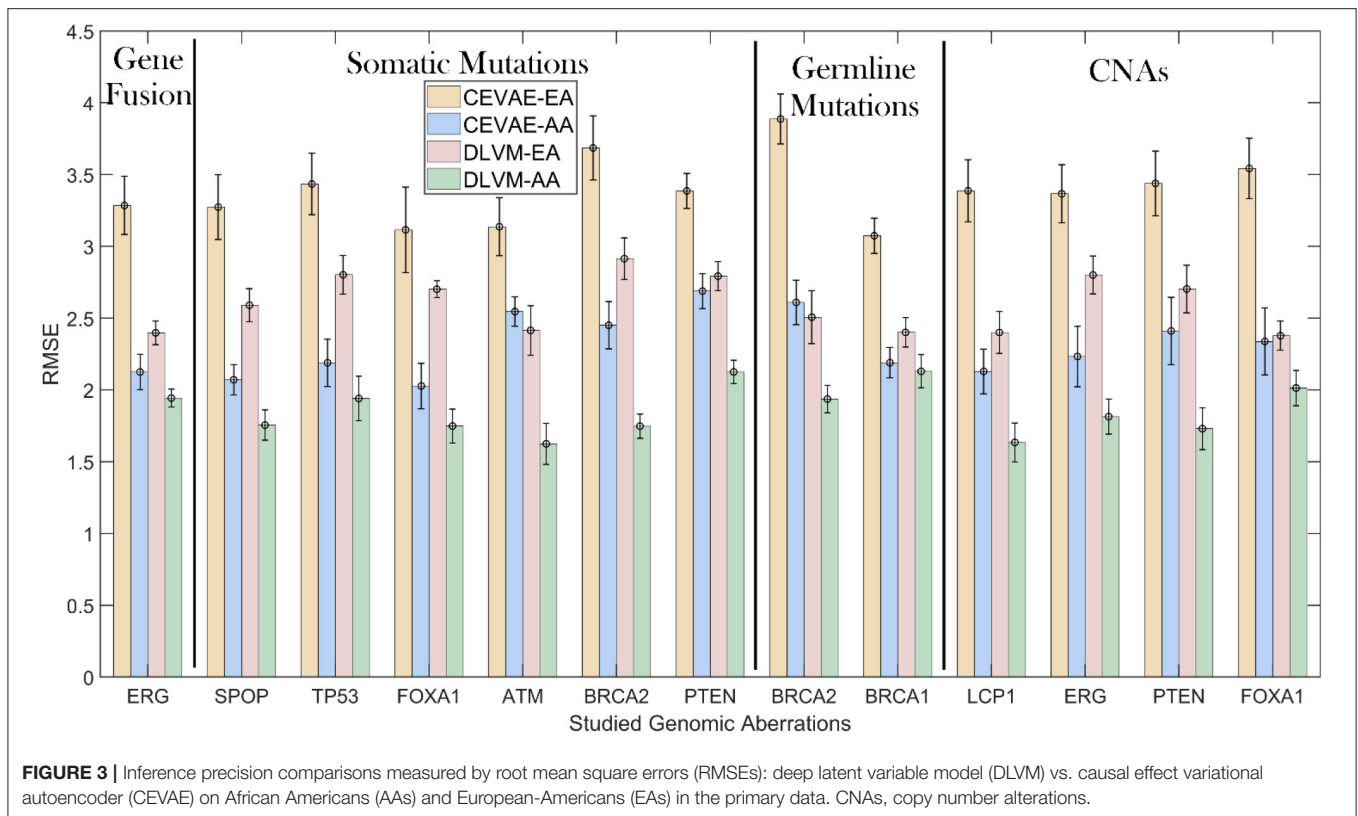 4.5
4
3.5
3
2.5
2
1.5
1
0.5
0
RMSE
Gene
Fusion
Somatic Mutations
Germline
Mutations
CNAs
CEVAE-EA
CEVAE-AA
DLVM-EA
DLVM-AA
ERG SPOP TP53 FOXA1 ATM BRCA2 PTEN BRCA2 BRCA1 LCP1 ERG PTEN FOXA1
Studied Genomic Aberrations
FIGURE 3 | Inference precision comparisons measured by root mean square errors (RMSEs): deep latent variable model (DLVM) vs. causal effect variational
autoencoder (CEVAE) on African Americans (AAs) and European-Americans (EAs) in the primary data. CNAs, copy number alterations.